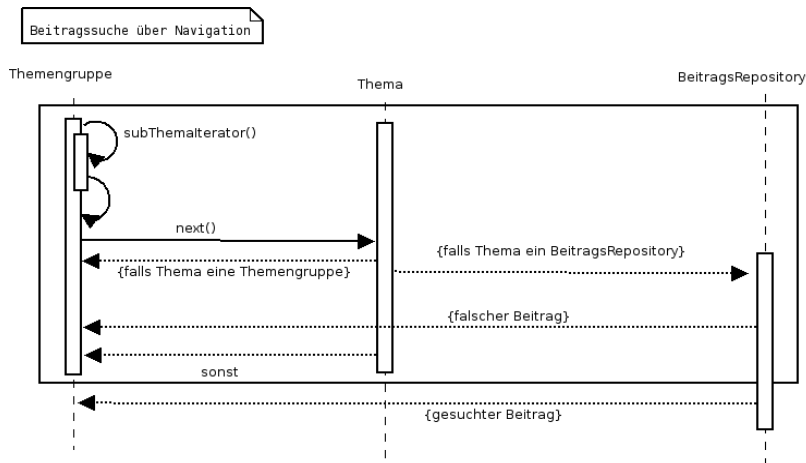 Beitragssuche über Navigation
Themengruppe
Thema
BeitragsRepository
subThemaIterator()
next()
{falls Thema ein BeitragsRepository}
{falls Thema eine Themengruppe}
{falscher Beitrag}
sonst
{gesuchter Beitrag}